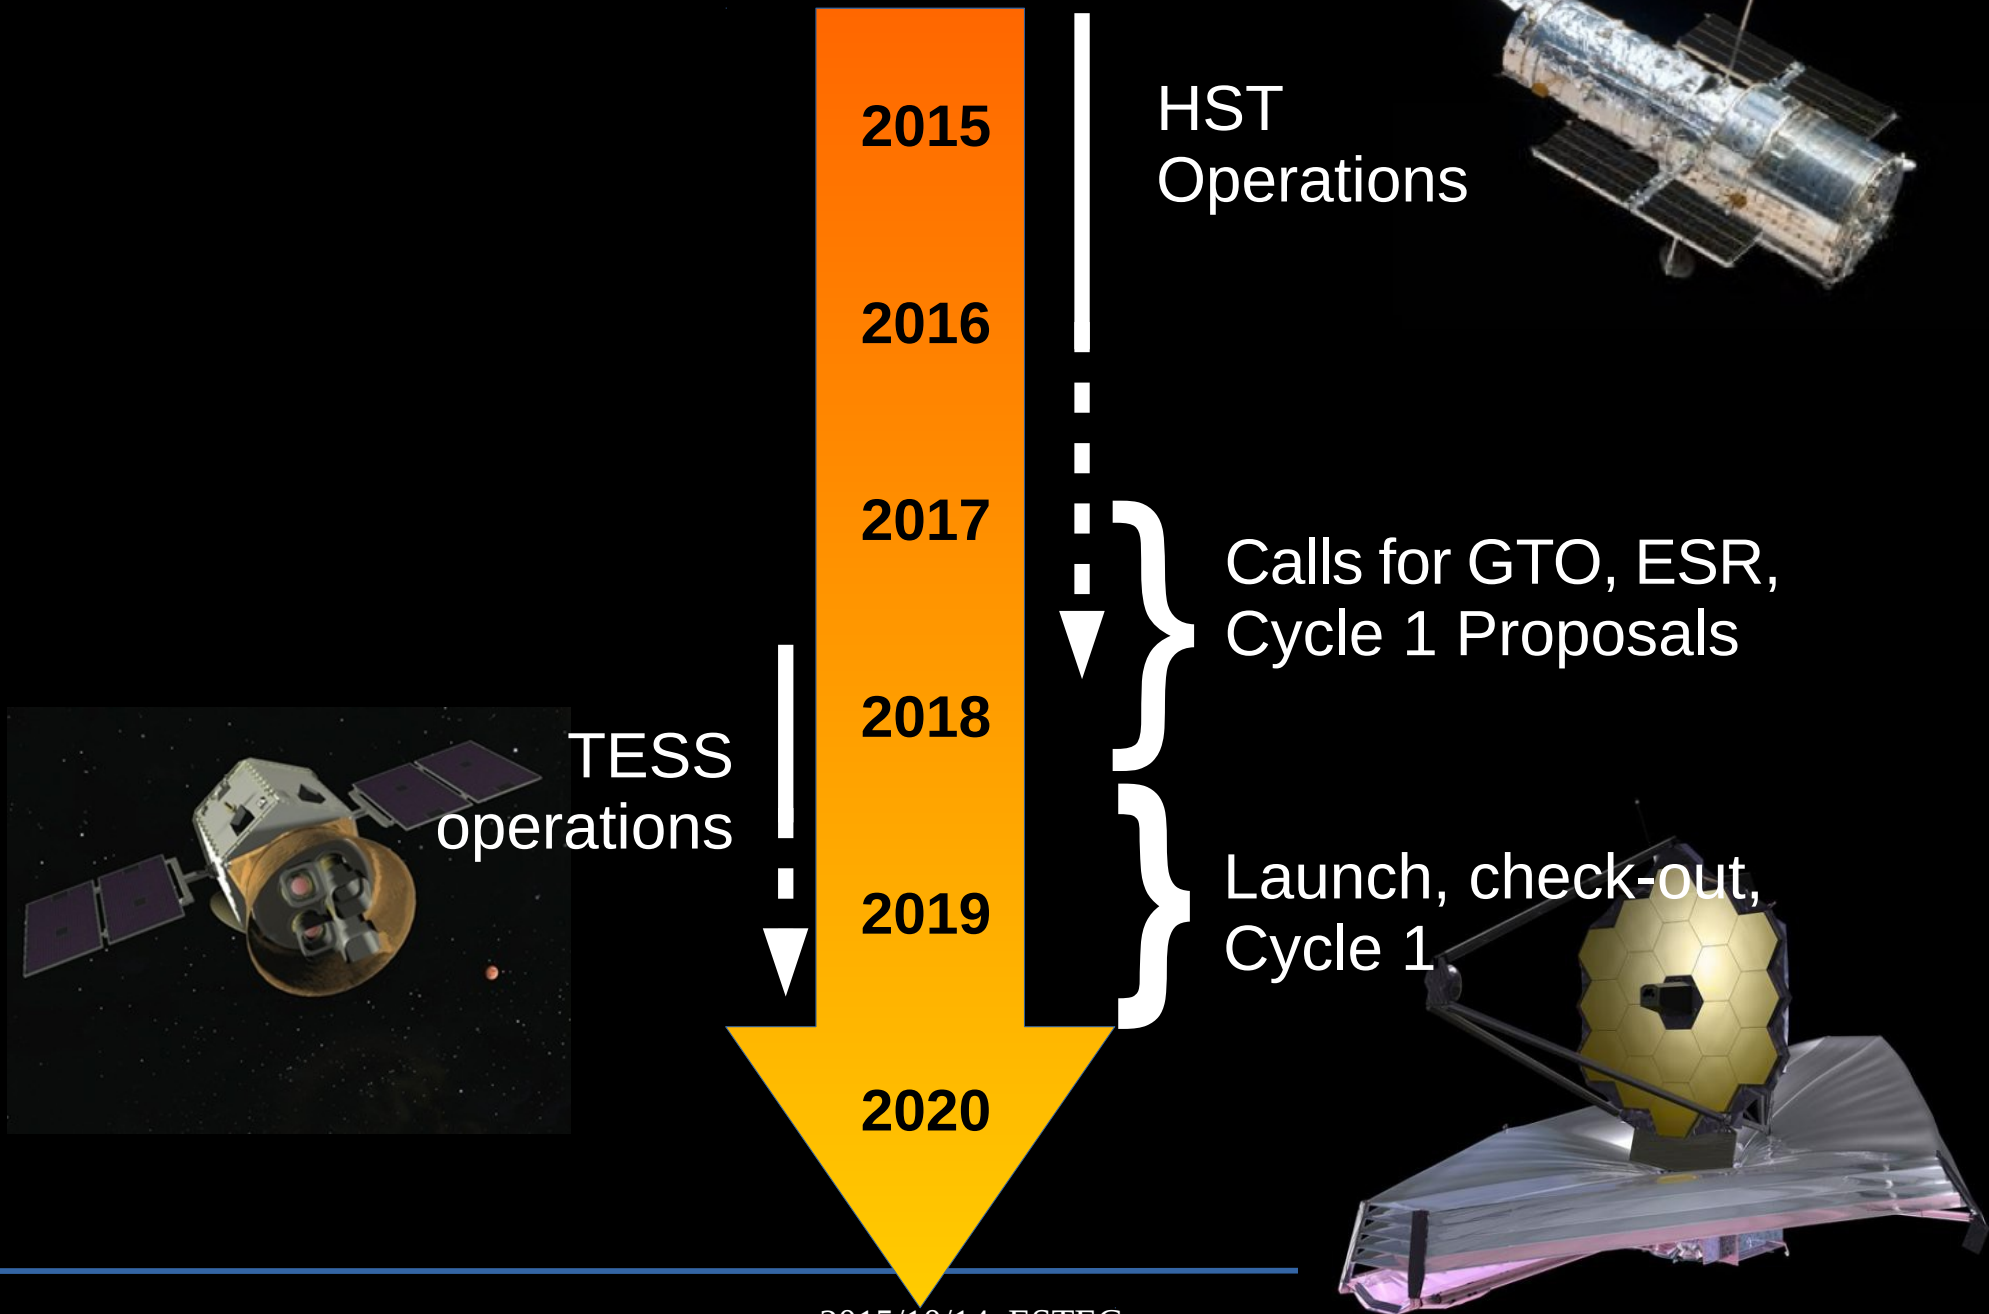 2015
HST
Operations
2016
2017
Calls for GTO, ESR,
Cycle 1 Proposals
2018
TESS
operations
2019
Launch, check-out,
Cycle 1
2020